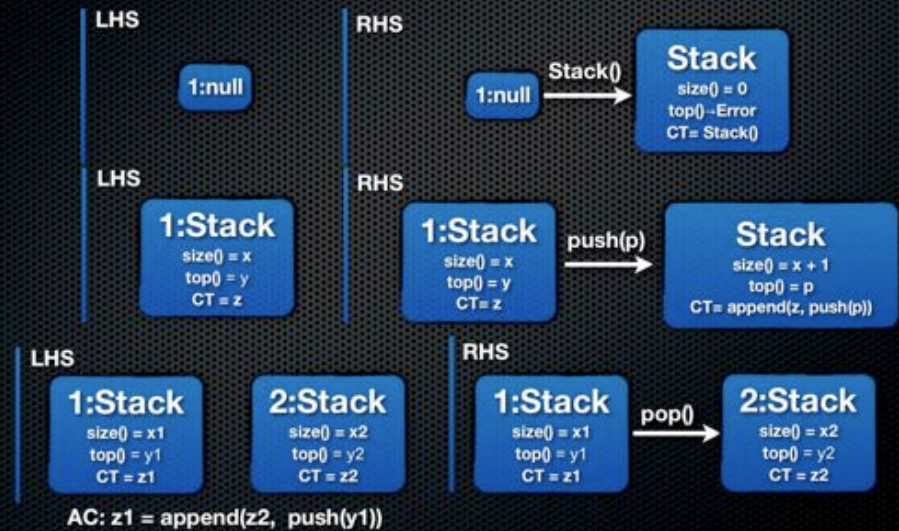 LHS
1:null
RHS
1:null
Stack()
Stack
size() = 0
top()→Error
CT= Stack()
LHS
1:Stack
size() = x
top() = y
CT = z
RHS
1:Stack
size() = x
top() = y
CT= z
push(p)
Stack
size() = x + 1
top() = p
CT= append(z, push(p))
LHS
1:Stack
size() = x1
top() = y1
CT = z1
2:Stack
size() = x2
top() = y2
CT = z2
AC: z1 = append(z2, push(y1))
RHS
1:Stack
size() = x1
top() = y1
CT = z1
pop()
2:Stack
size() = x2
top() = y2
CT = z2